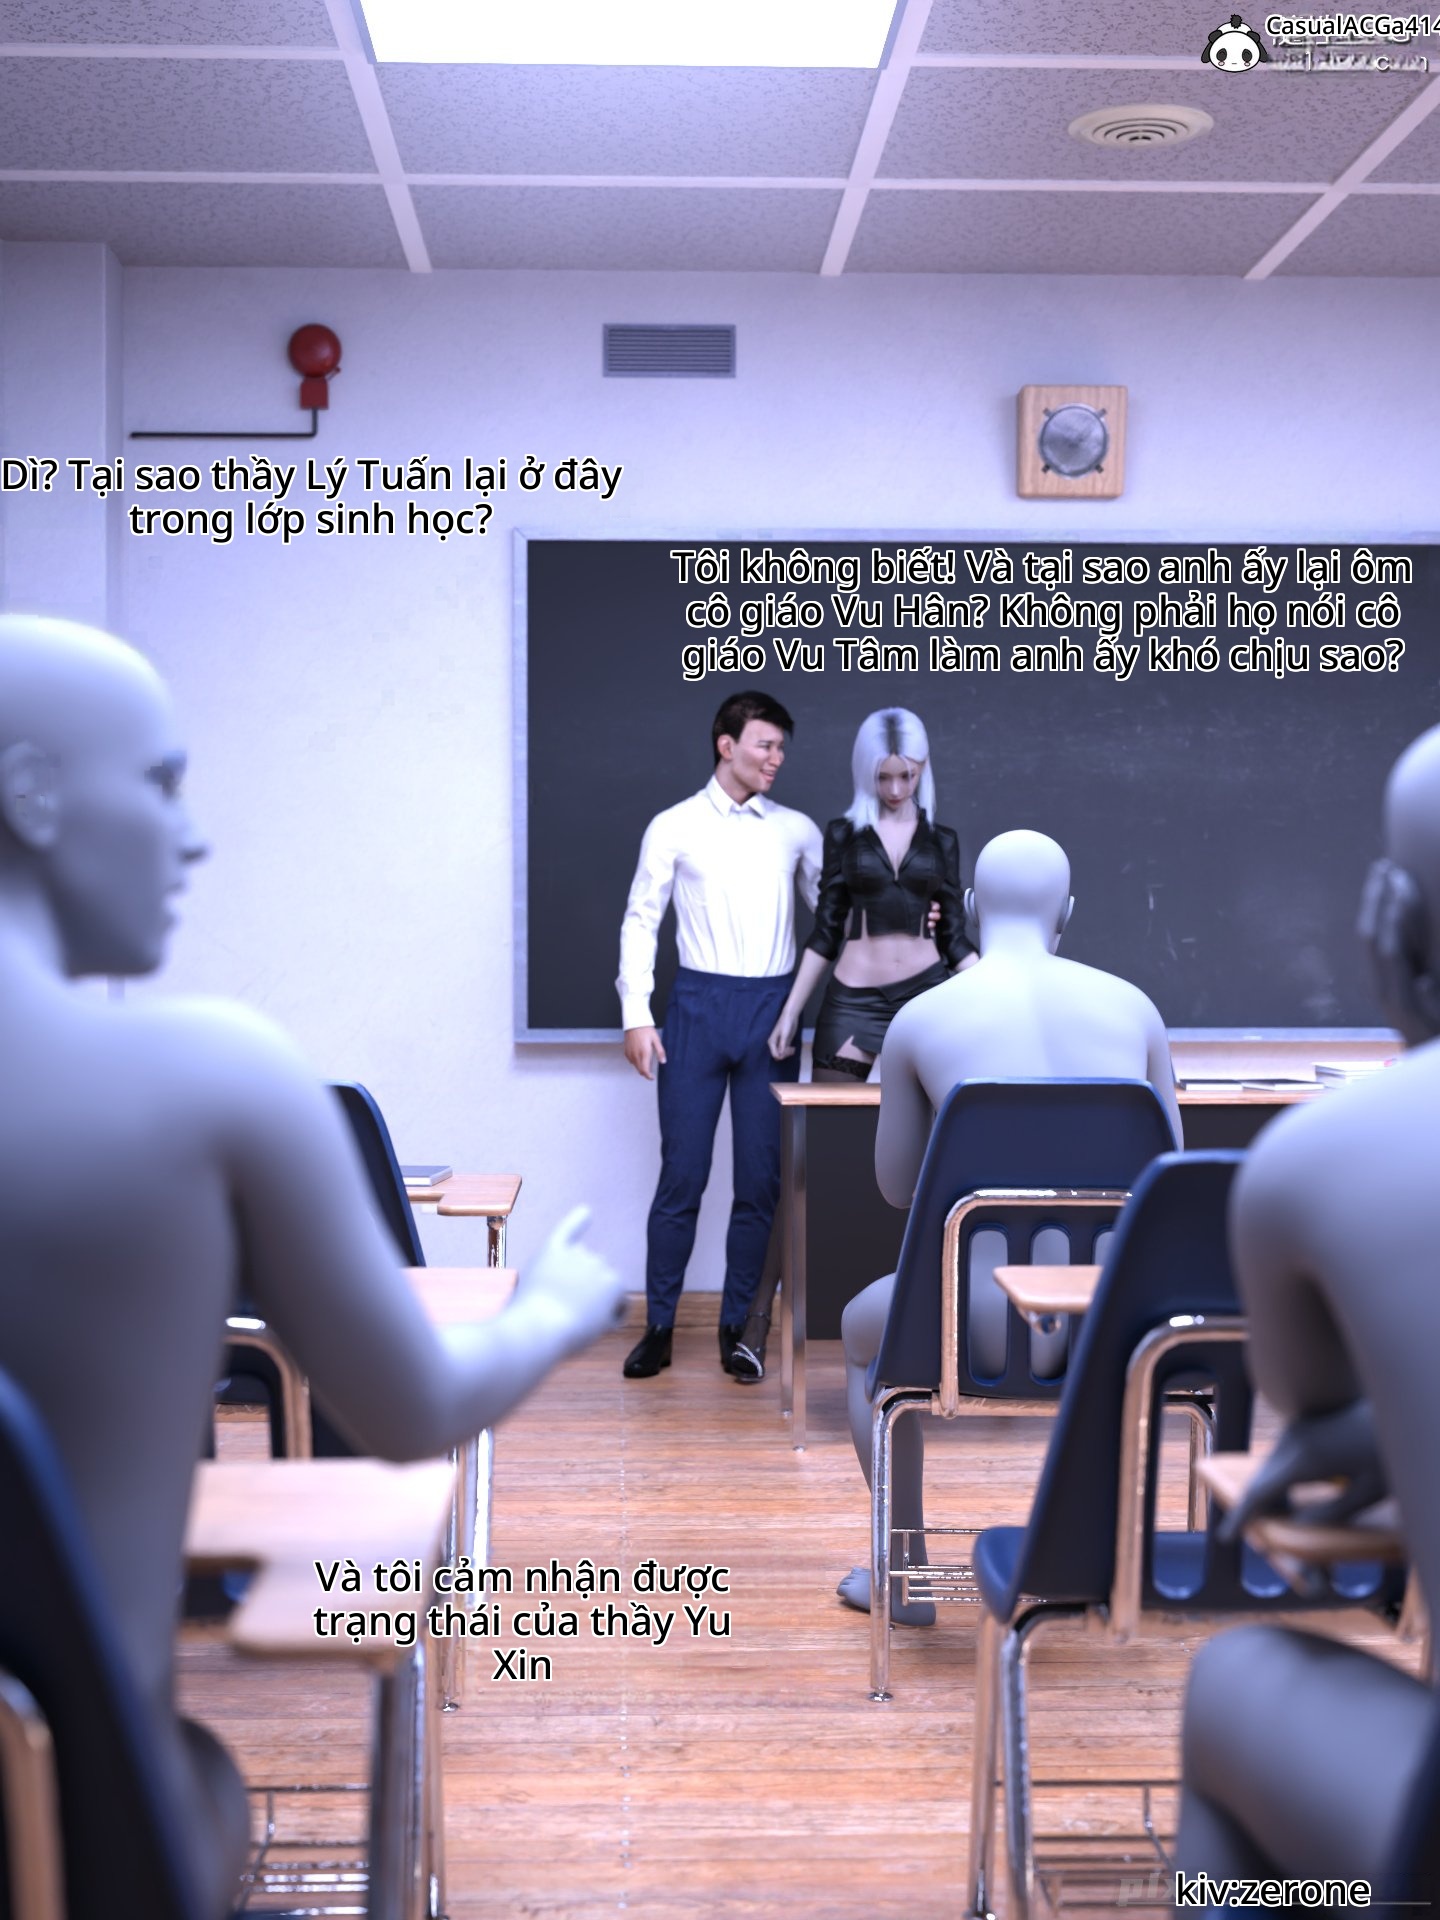 CasualACGa414
Dì? Tại sao thầy Lý Tuấn lại ở đây
trong lớp sinh học?
Tôi không biết! Và tại sao anh ấy lại ôm
cô giáo Vu Hân? Không phải họ nói cô
giáo Vu Tâm làm anh ấy khó chịu sao?
Và tôi cảm nhận được
trạng thái của thầy Yu
Xin
kiv:zerone